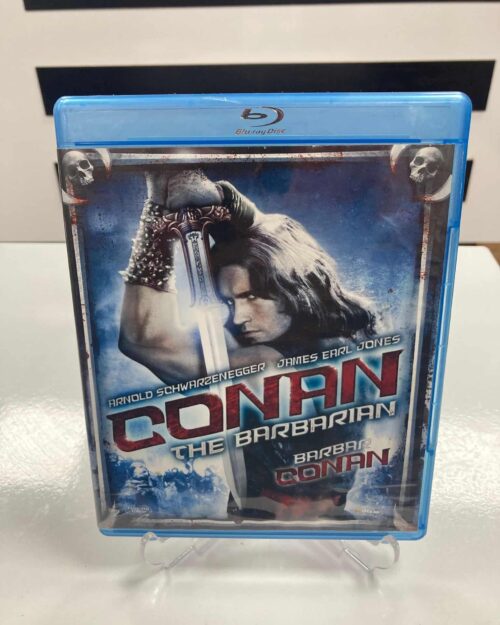 Blu-ray Disc
ARNOLD SCHWARZENEGGER JAMES EARL JONES
CONAN
THE BARBARIAN
BARBAR
CONAN